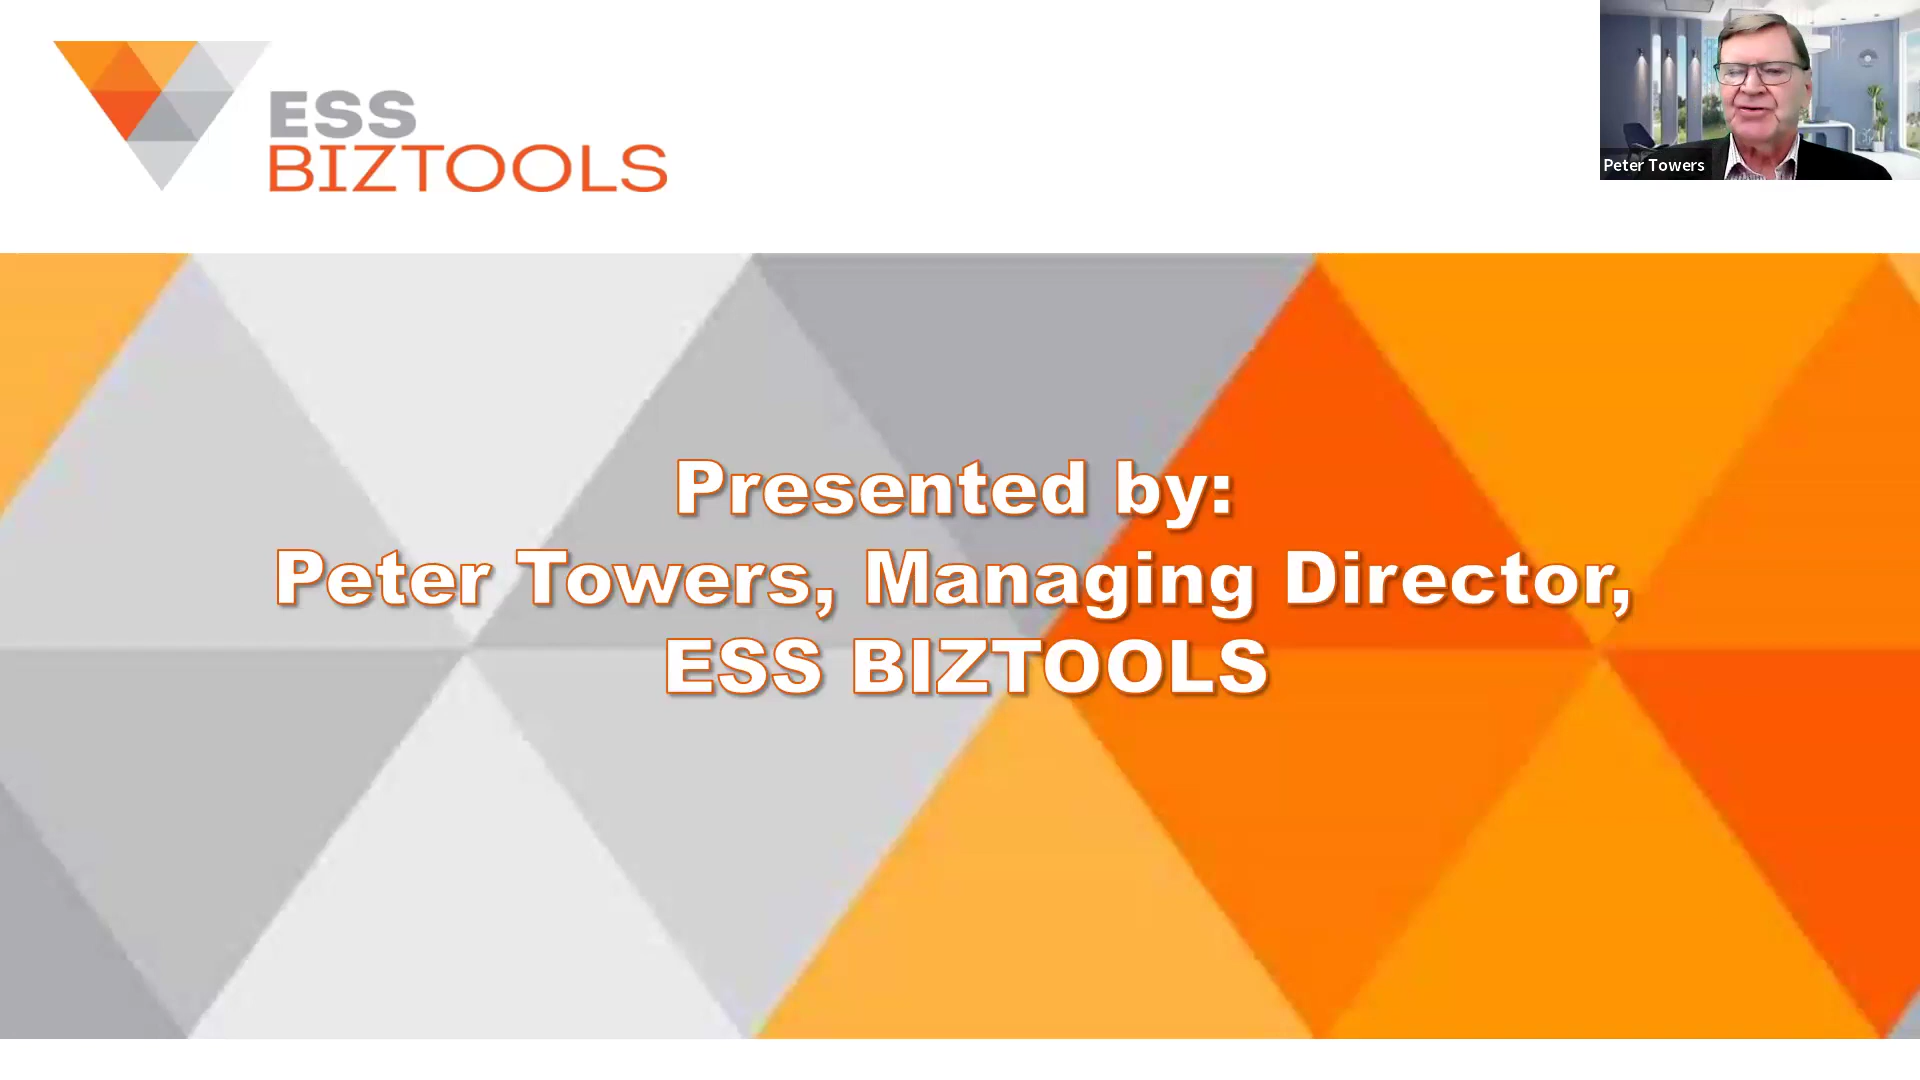 ESS
BIZTOOLS
Peter Towers
Presented by:
Peter Towers, Managing Director,
ESS BIZTOOLS